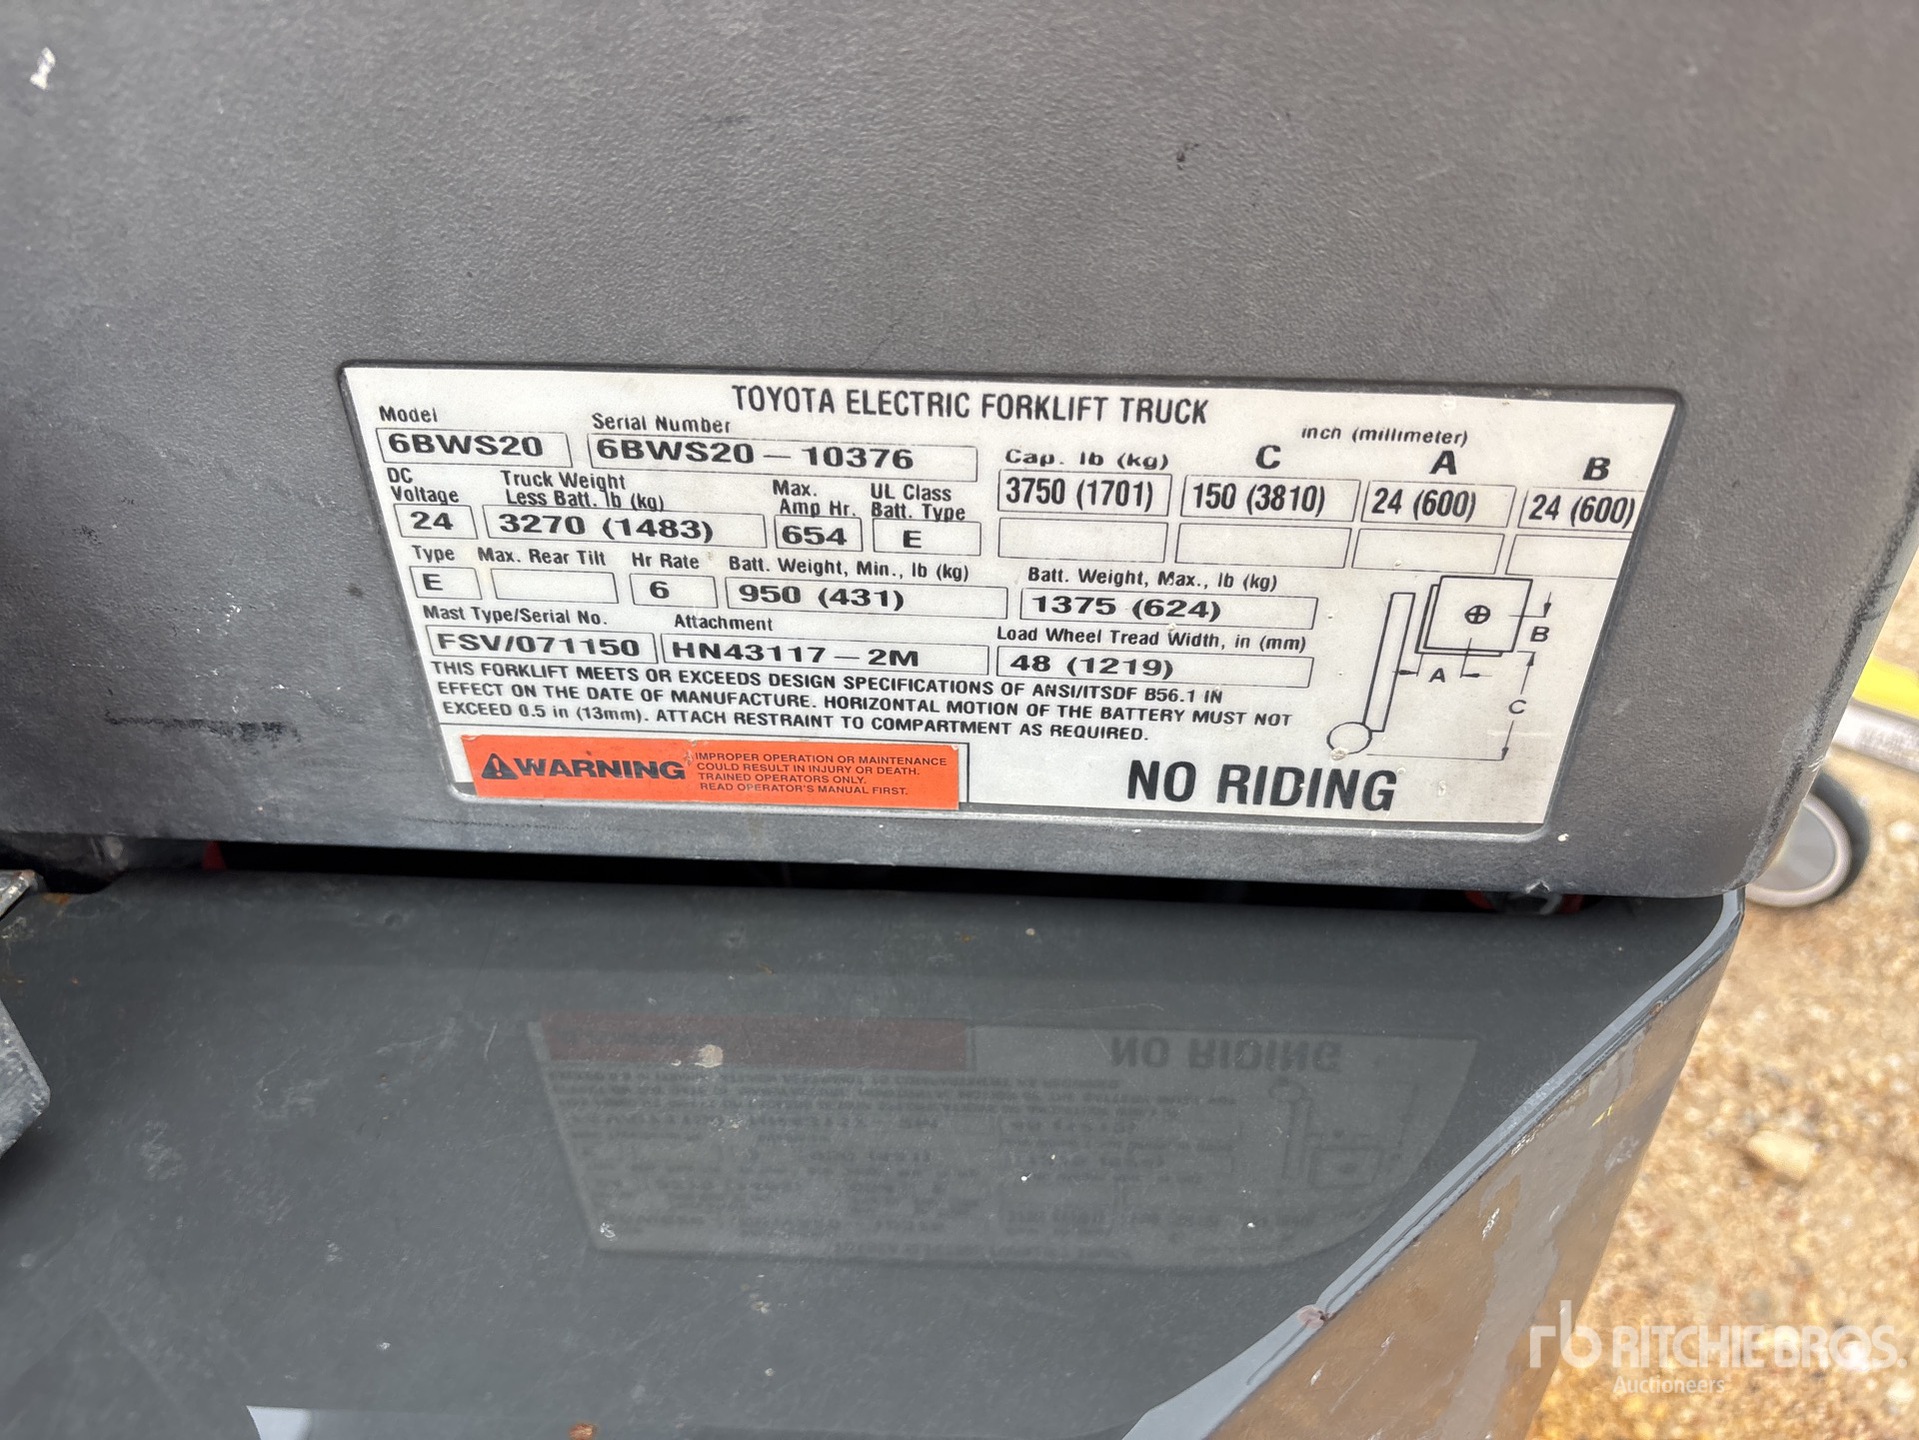 TOYOTA ELECTRIC FORKLIFT TRUCK
Model
Serial Number
6BWS20
6BWS20 – 10376
inch (millimeter)
Cap. lb (kg)
C
A
B
3750 (1701)
150 (3810)
24 (600)
24 (600)
DC Voltage
Truck Weight Less Batt. lb (kg)
Max. Amp Hr.
UL Class Batt. Type
24
3270 (1483)
654
E
Type
Max. Rear Tilt
Hr Rate
Batt. Weight, Min., lb (kg)
Batt. Weight, Max., lb (kg)
E
6
950 (431)
1375 (624)
Mast Type/Serial No.
Attachment
Load Wheel Tread Width, in (mm)
FSV/071150
HN43117 – 2M
48 (1219)
B
A
C
THIS FORKLIFT MEETS OR EXCEEDS DESIGN SPECIFICATIONS OF ANSI/ITSDF B56.1 IN
EFFECT ON THE DATE OF MANUFACTURE. HORIZONTAL MOTION OF THE BATTERY MUST NOT
EXCEED 0.5 in (13mm). ATTACH RESTRAINT TO COMPARTMENT AS REQUIRED.
WARNING
IMPROPER OPERATION OR MAINTENANCE
COULD RESULT IN INJURY OR DEATH.
TRAINED OPERATORS ONLY.
READ OPERATOR'S MANUAL FIRST.
NO RIDING
rb RITCHIE BROS.
Auctioneers